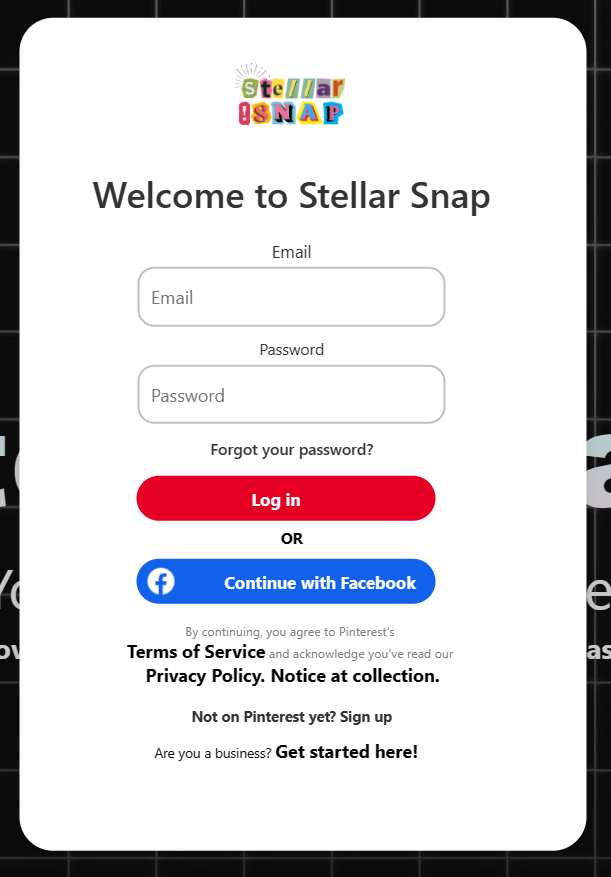 Stellar
!SNAP
Welcome to Stellar Snap
Email
Email
Password
Password
Forgot your password?
Log in
OR
Continue with Facebook
By continuing, you agree to Pinterest's
Terms of Service and acknowledge you've read our
Privacy Policy. Notice at collection.
Not on Pinterest yet? Sign up
Are you a business? Get started here!